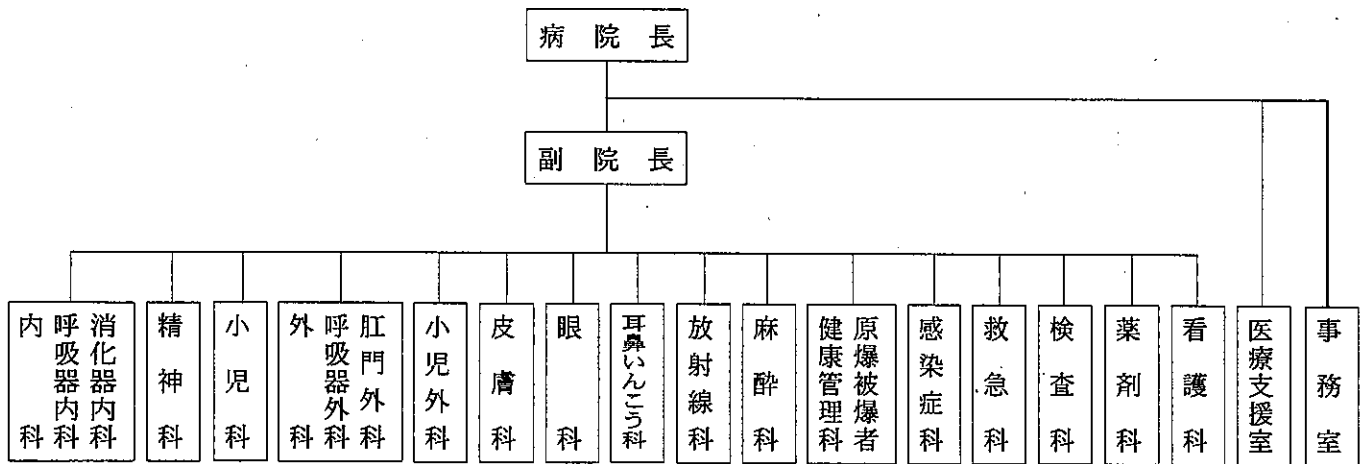 病院長
副院長
内科
呼吸器内科
消化器内科
精神科
小児科
外科
呼吸器外科
肛門外科
小児外科
皮膚科
眼科
耳鼻いんこう科
放射線科
麻酔科
原爆被爆者
健康管理科
感染症科
救急科
検査科
薬剤科
看護科
医療支援室
事務室